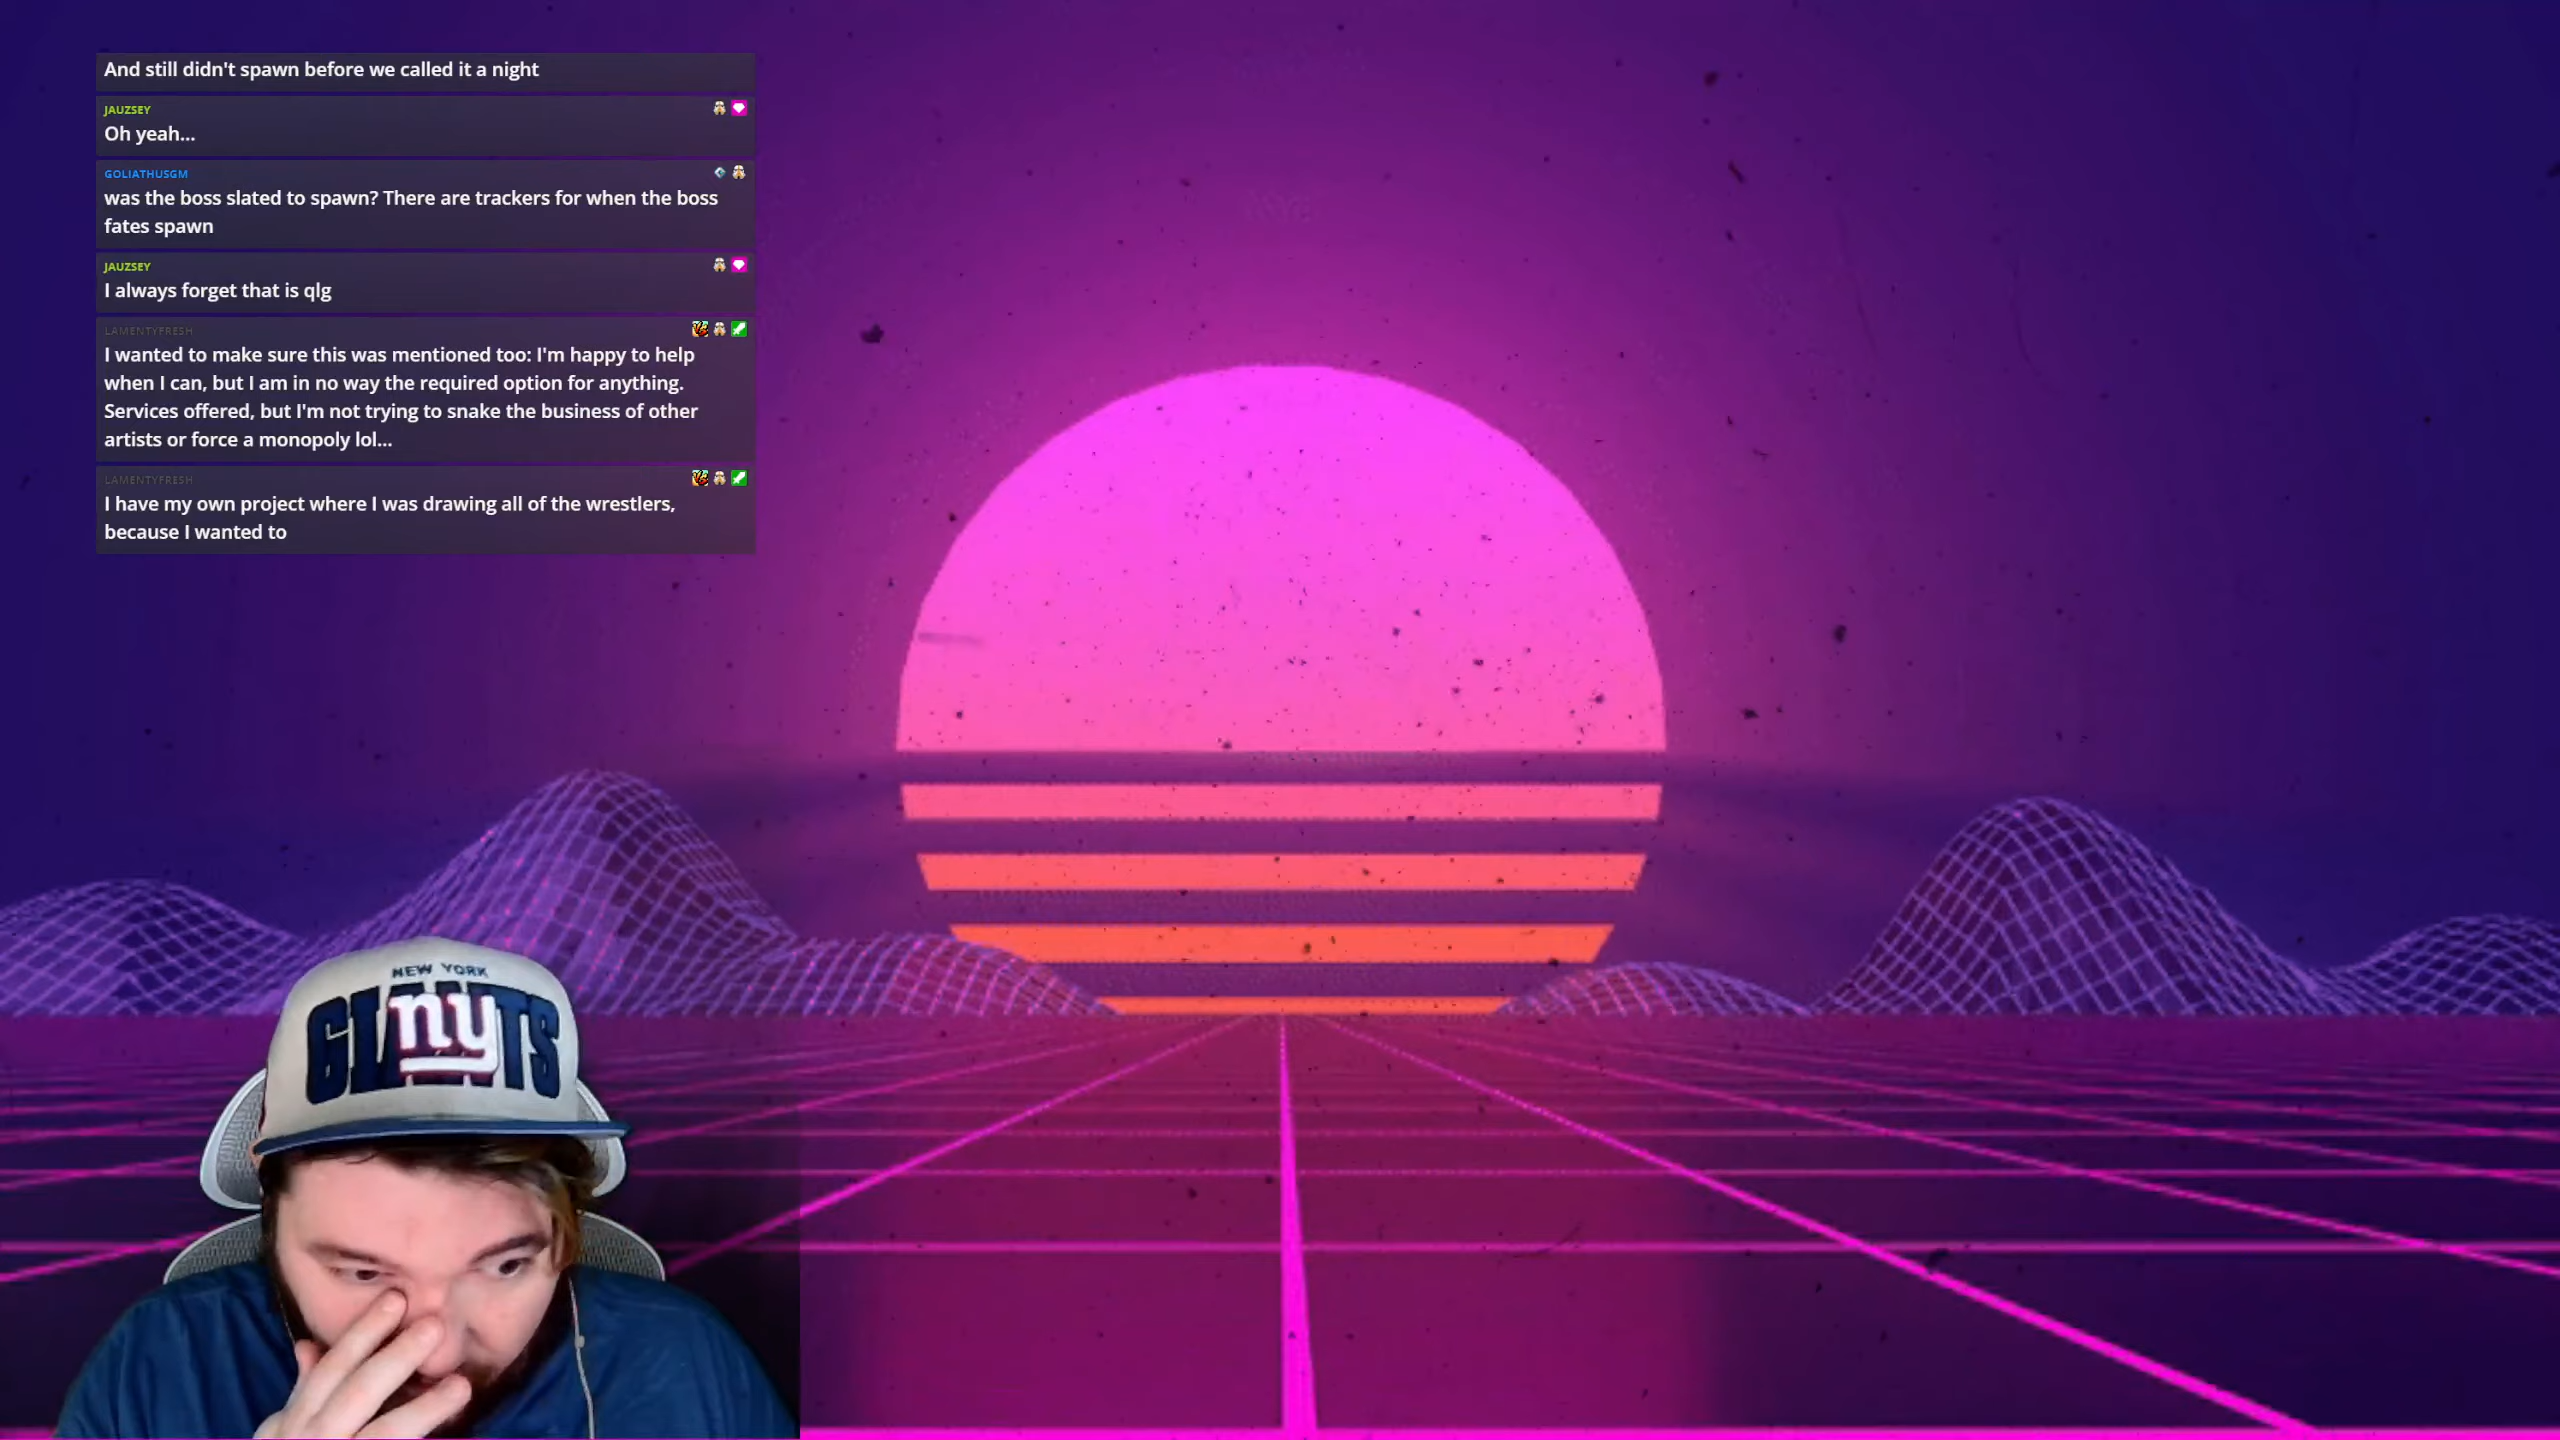 And still didn't spawn before we called it a night
JAUZSEY
Oh yeah...
GOLIATHUSGM
was the boss slated to spawn? There are trackers for when the boss
fates spawn
JAUZSEY
I always forget that is qlg
LAMENTYFRESH
I wanted to make sure this was mentioned too: I'm happy to help
when I can, but I am in no way the required option for anything.
Services offered, but I'm not trying to snake the business of other
artists or force a monopoly lol...
LAMENTYFRESH
I have my own project where I was drawing all of the wrestlers,
because I wanted to
NEW YORK
GIANTS
ny